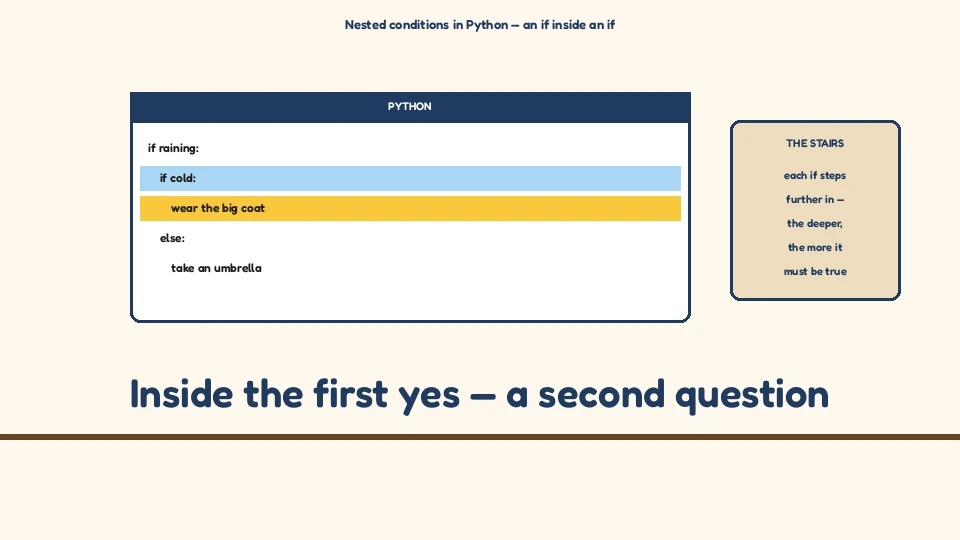 Nested conditions in Python — an if inside an if
PYTHON
if raining:
if cold:
wear the big coat
else:
take an umbrella
THE STAIRS
each if steps
further in —
the deeper,
the more it
must be true
Inside the first yes — a second question